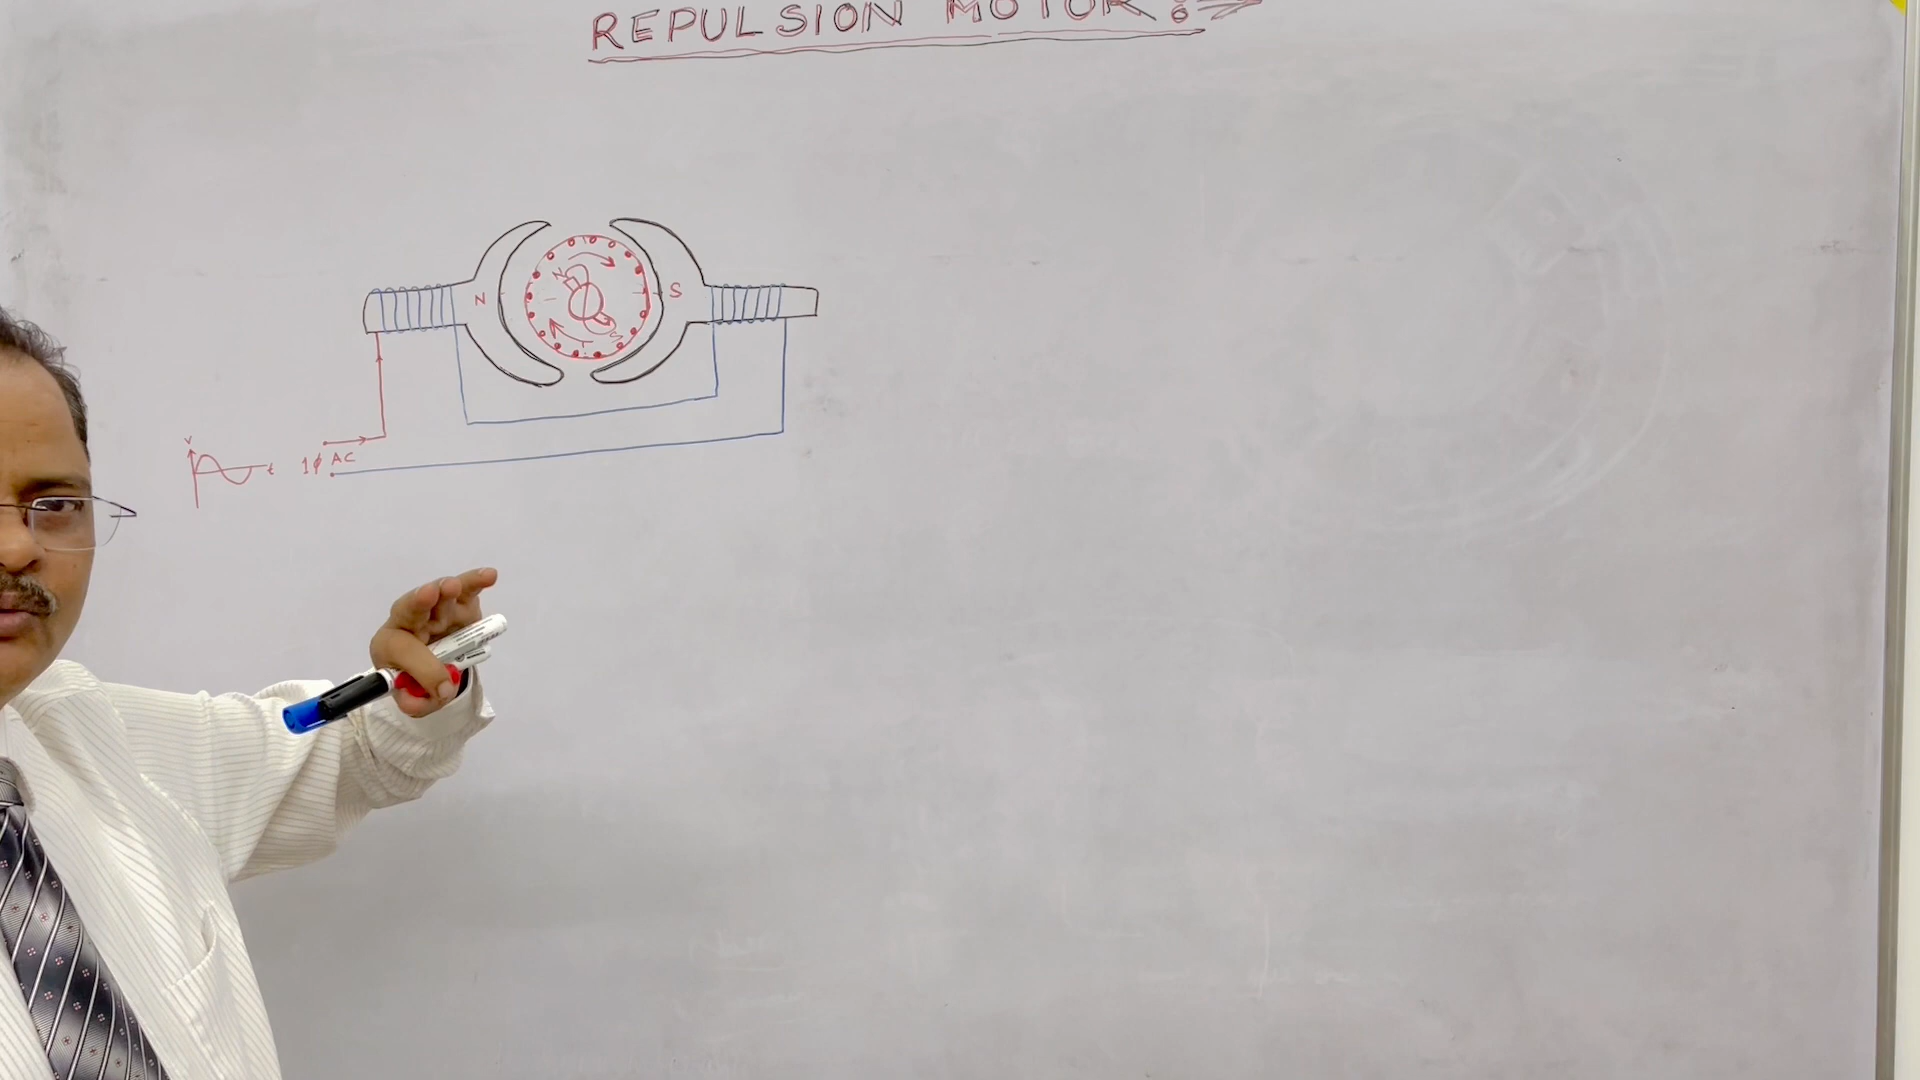 REPULSION MOTOR :⇒
N
N
S
S
V
t
1φ AC